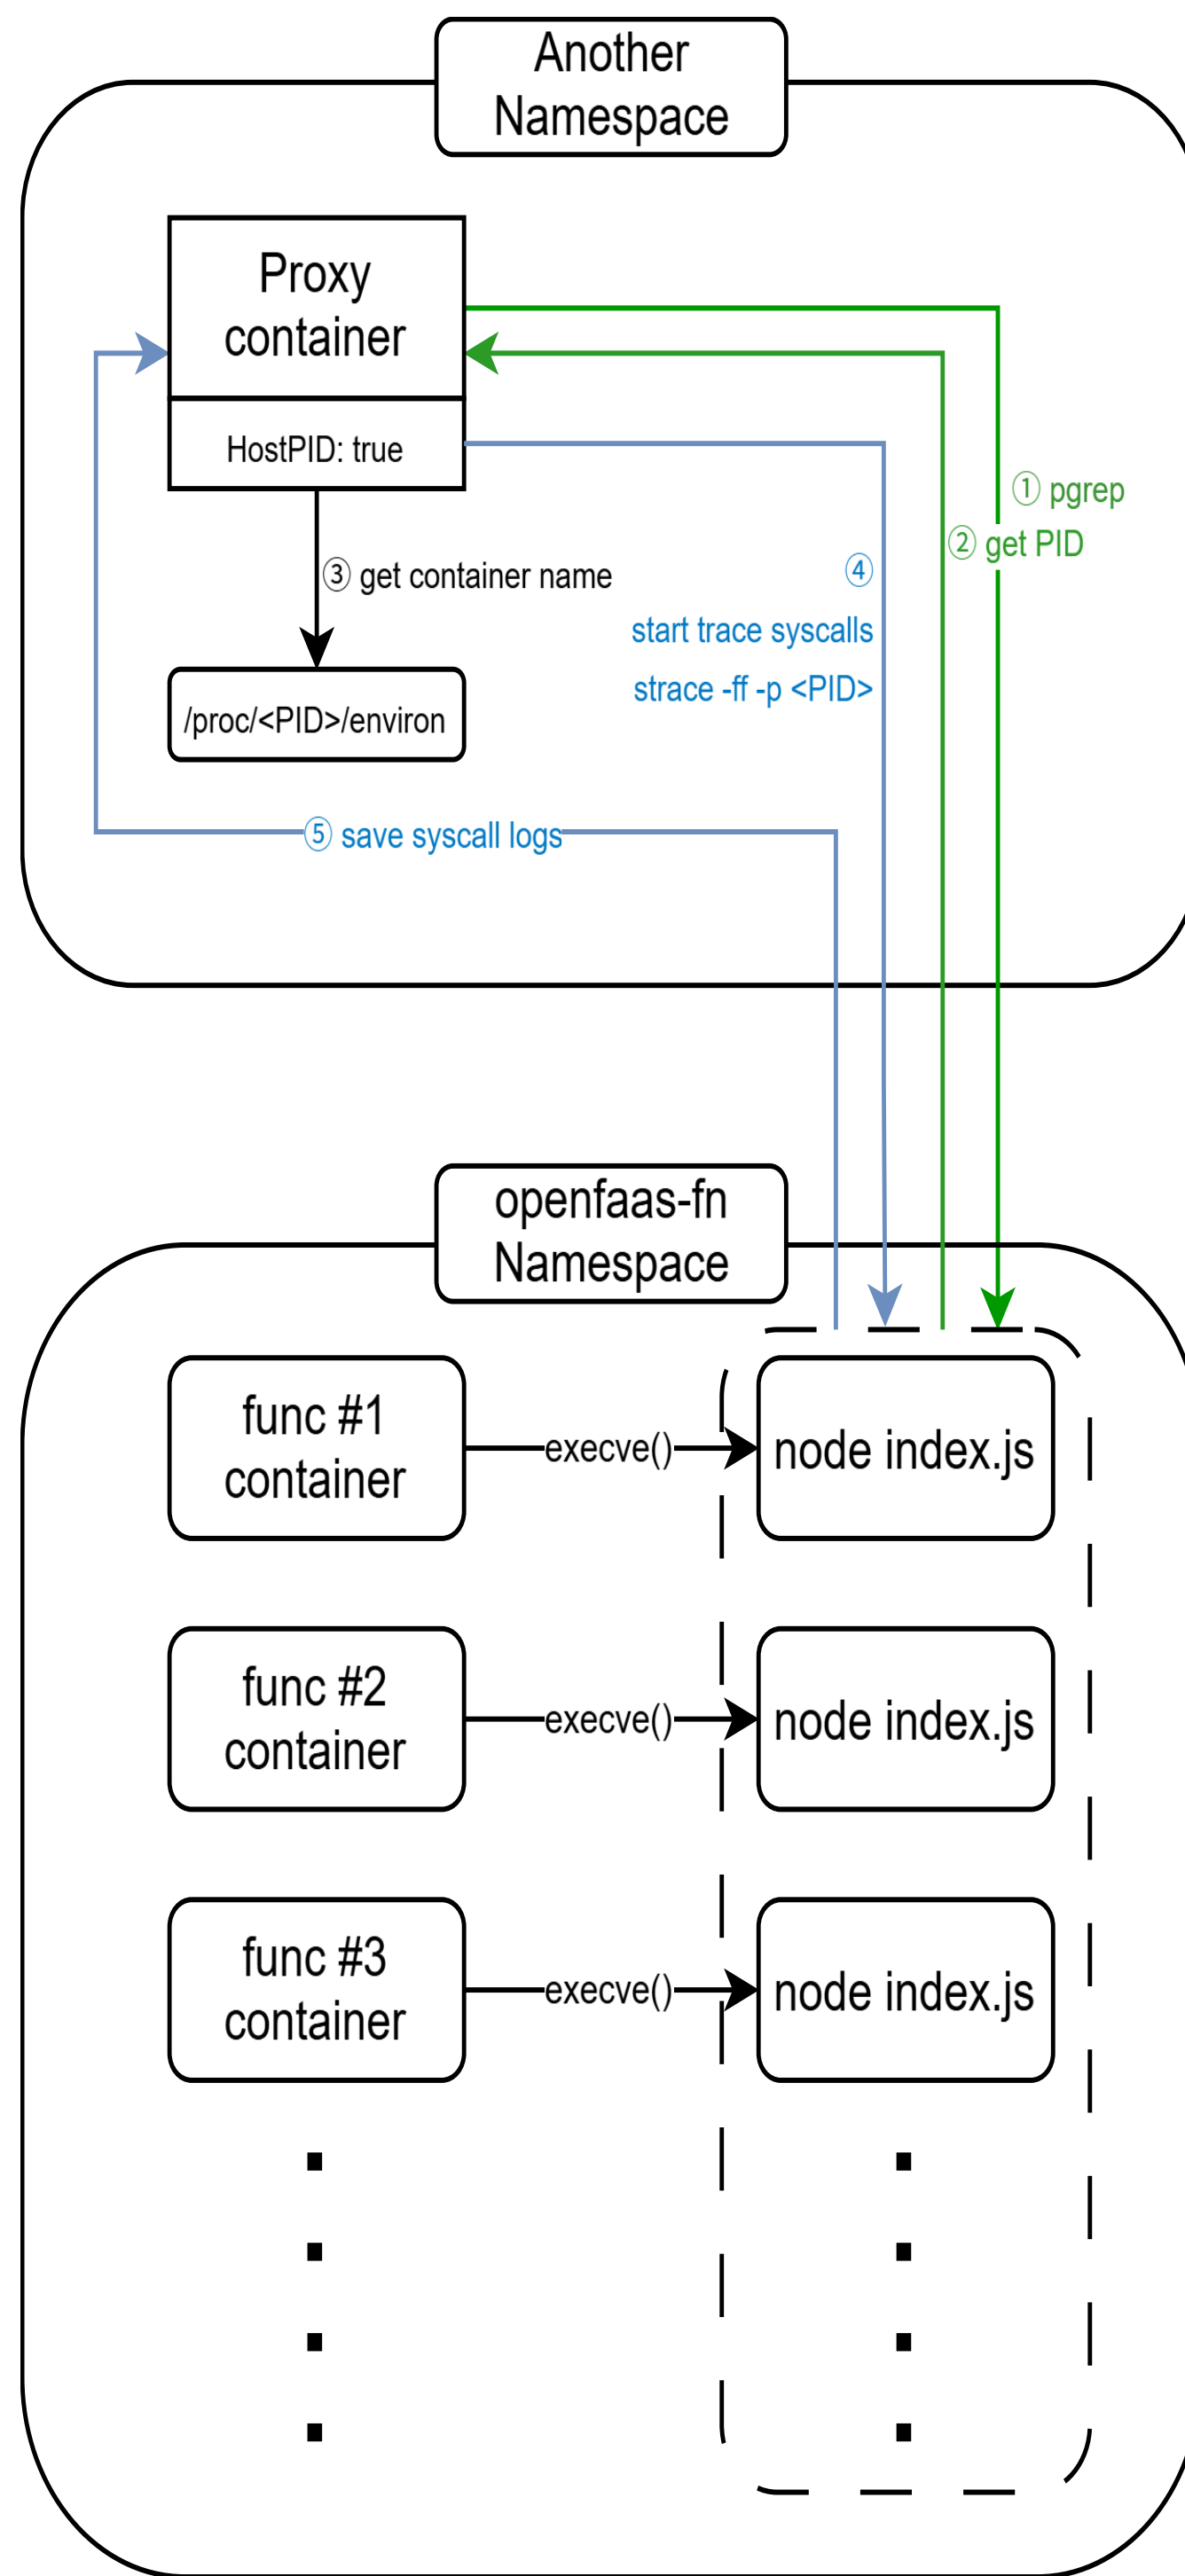 Another
Namespace
Proxy
container
HostPID: true
① pgrep
② get PID
③ get container name
④
start trace syscalls
strace -ff -p <PID>
/proc/<PID>/environ
⑤ save syscall logs
openfaas-fn
Namespace
func #1
container
execve()
node index.js
func #2
container
execve()
node index.js
func #3
container
execve()
node index.js